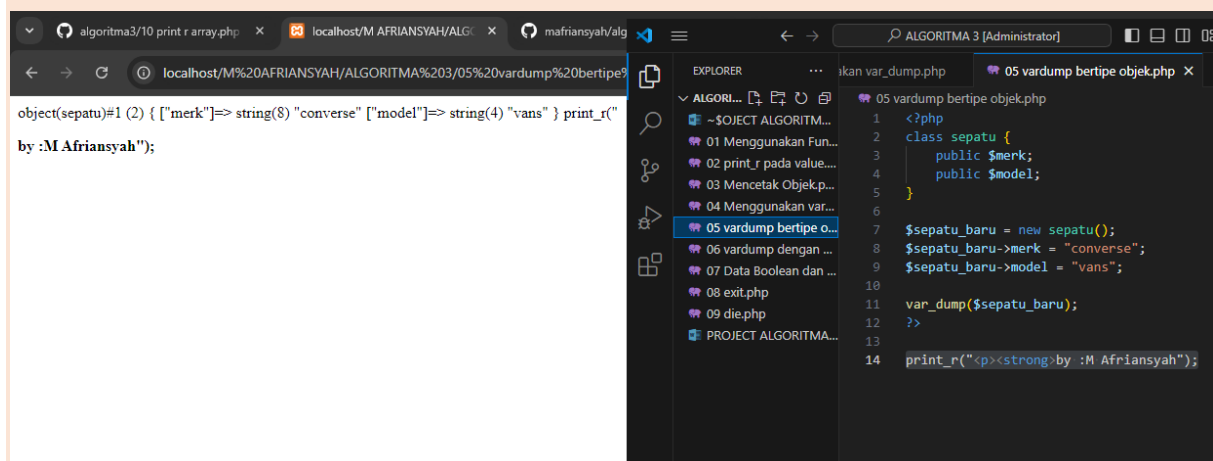 algoritma3/10 print r array.php
localhost/M AFRIANSYAH/ALG
mafriansyah/alg
localhost/M%20AFRIANSYAH/ALGORITMA%203/05%20vardump%20bertipe%
object(sepatu)#1 (2) { ["merk"]=> string(8) "converse" ["model"]=> string(4) "vans" } print_r("
by :M Afriansyah");
ALGORITMA 3 [Administrator]
EXPLORER
akan var_dump.php
05 vardump bertipe objek.php
ALGORI...
05 vardump bertipe objek.php
~$OJECT ALGORITM...
01 Menggunakan Fun...
02 print_r pada value....
03 Mencetak Objek.p...
04 Menggunakan var...
05 vardump bertipe o...
06 vardump dengan ...
07 Data Boolean dan ...
08 exit.php
09 die.php
PROJECT ALGORITMA...
1 <?php
2 class sepatu {
3 public $merk;
4 public $model;
5 }
6
7 $sepatu_baru = new sepatu();
8 $sepatu_baru->merk = "converse";
9 $sepatu_baru->model = "vans";
10
11 var_dump($sepatu_baru);
12 ?>
13
14 print_r("<p><strong>by :M Afriansyah");